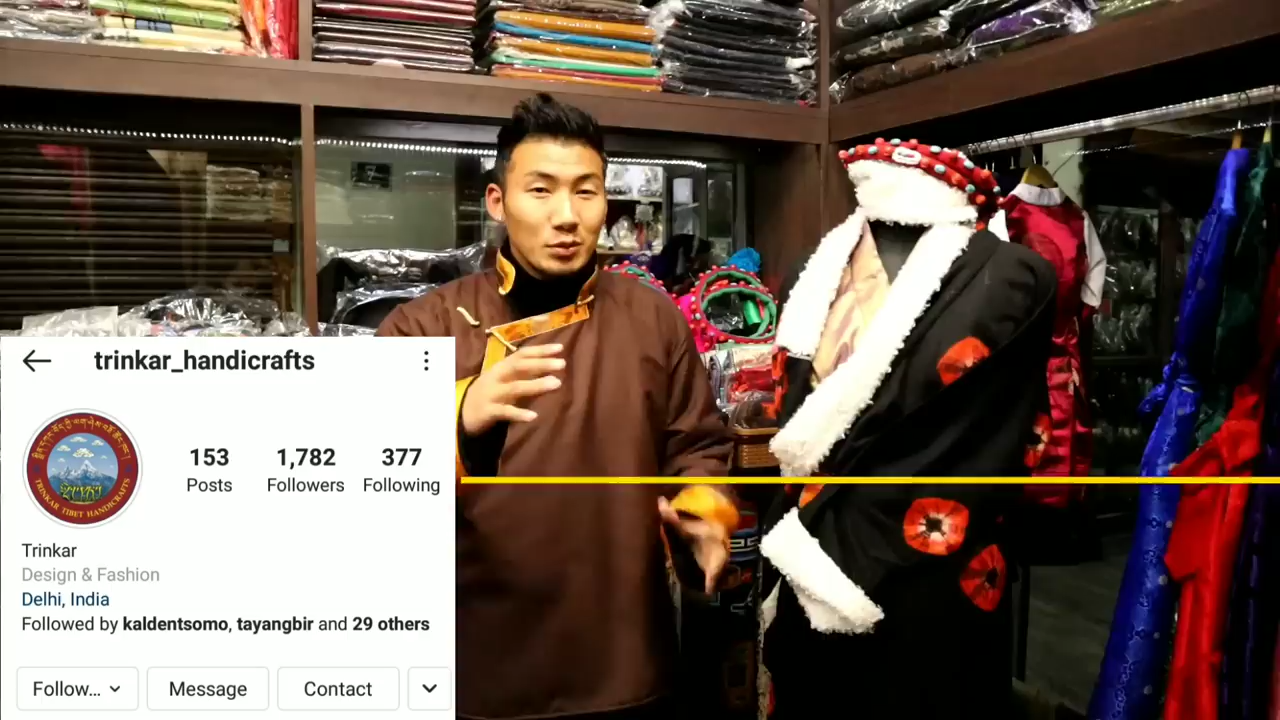 trinkar_handicrafts
153 1,782 377
Posts Followers Following
TRINKAR TIBET HANDICRAFTS
Trinkar
Design & Fashion
Delhi, India
Followed by kaldentsomo, tayangbir and 29 others
Follow... Message Contact